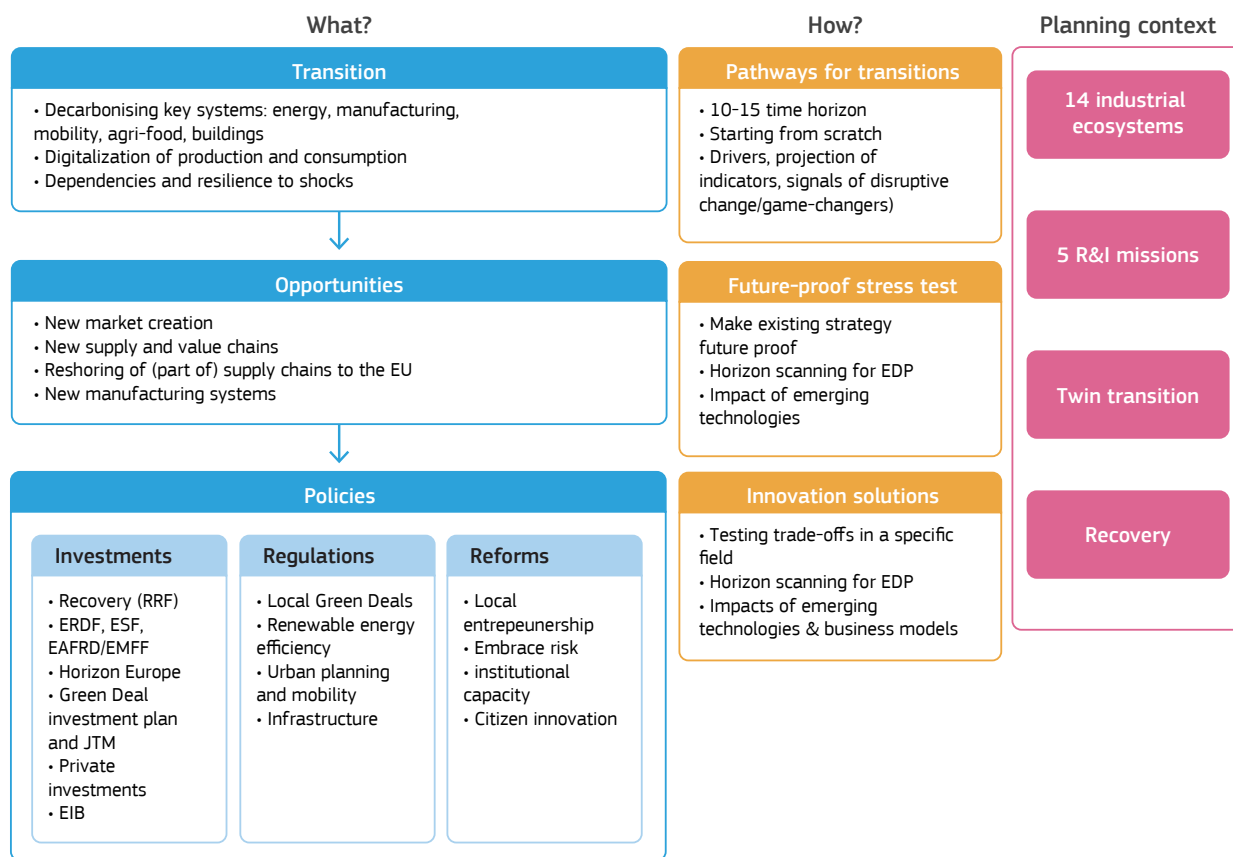 What?
Transition
• Decarbonising key systems: energy, manufacturing,
mobility, agri-food, buildings
• Digitalization of production and consumption
• Dependencies and resilience to shocks
Opportunities
• New market creation
• New supply and value chains
• Reshoring of (part of) supply chains to the EU
• New manufacturing systems
Policies
Investments
• Recovery (RRF)
• ERDF, ESF,
EAFRD/EMFF
• Horizon Europe
• Green Deal
investment plan
and JTM
• Private
investments
• EIB
Regulations
• Local Green Deals
• Renewable energy
efficiency
• Urban planning
and mobility
• Infrastructure
Reforms
• Local
entrepeunership
• Embrace risk
• institutional
capacity
• Citizen innovation
How?
Pathways for transitions
• 10-15 time horizon
• Starting from scratch
• Drivers, projection of
indicators, signals of disruptive
change/game-changers)
Future-proof stress test
• Make existing strategy
future proof
• Horizon scanning for EDP
• Impact of emerging
technologies
Innovation solutions
• Testing trade-offs in a specific
field
• Horizon scanning for EDP
• Impacts of emerging
technologies & business models
Planning context
14 industrial
ecosystems
5 R&I missions
Twin transition
Recovery